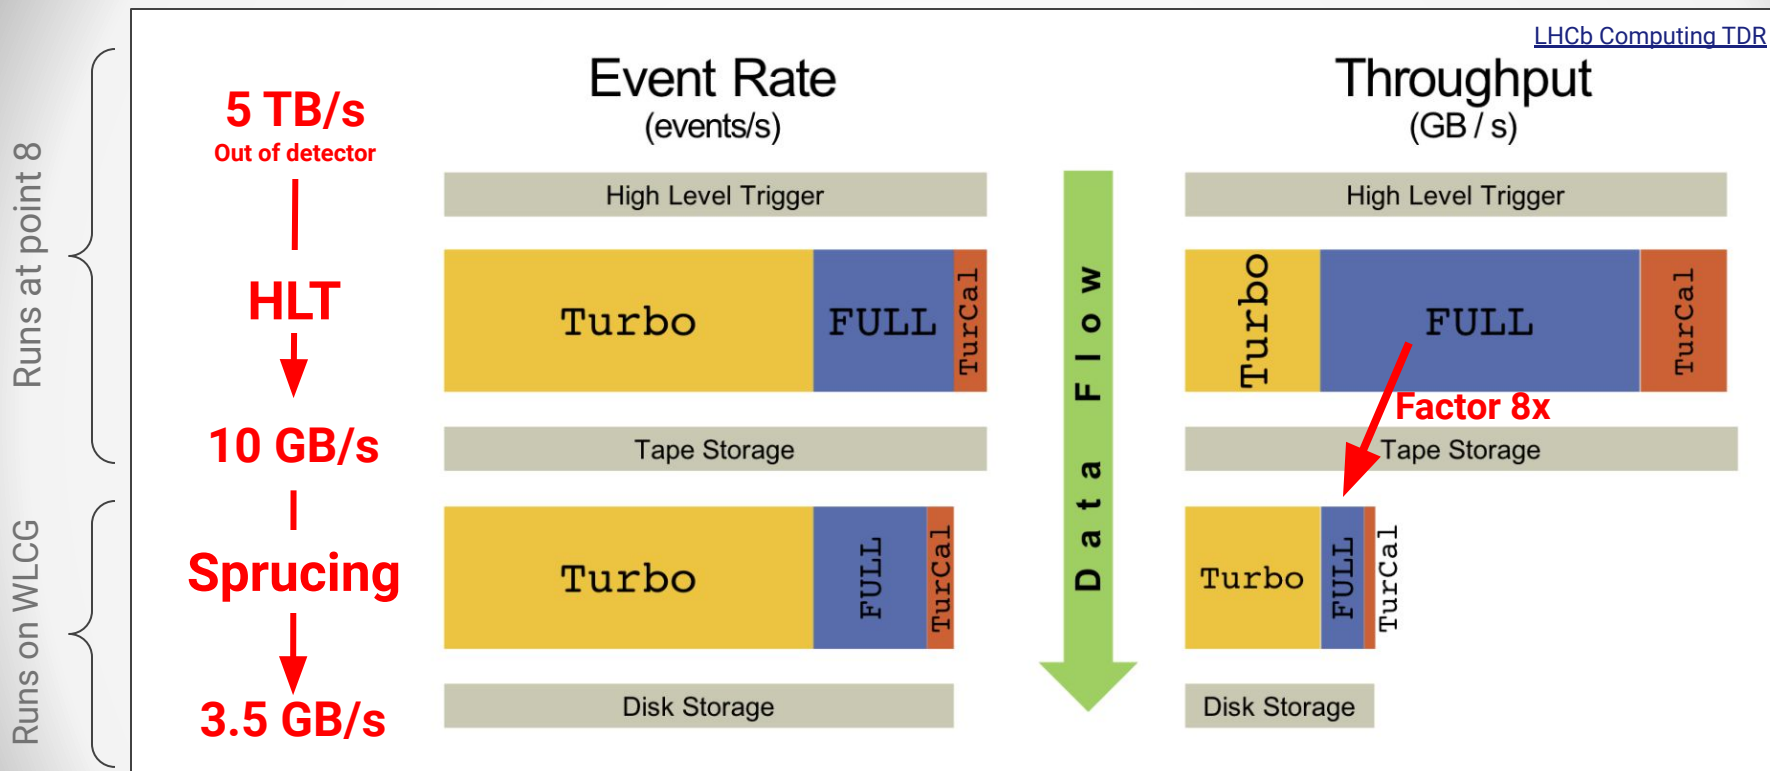 LHCb Computing TDR
Runs at point 8
Runs on WLCG
5 TB/s
Out of detector
HLT
10 GB/s
Sprucing
3.5 GB/s
Event Rate
(events/s)
High Level Trigger
Turbo
FULL
TurCal
Tape Storage
Turbo
FULL
TurCal
Disk Storage
Data Flow
Throughput
(GB / s)
High Level Trigger
Turbo
FULL
TurCal
Factor 8x
Tape Storage
Turbo
FULL
TurCal
Disk Storage